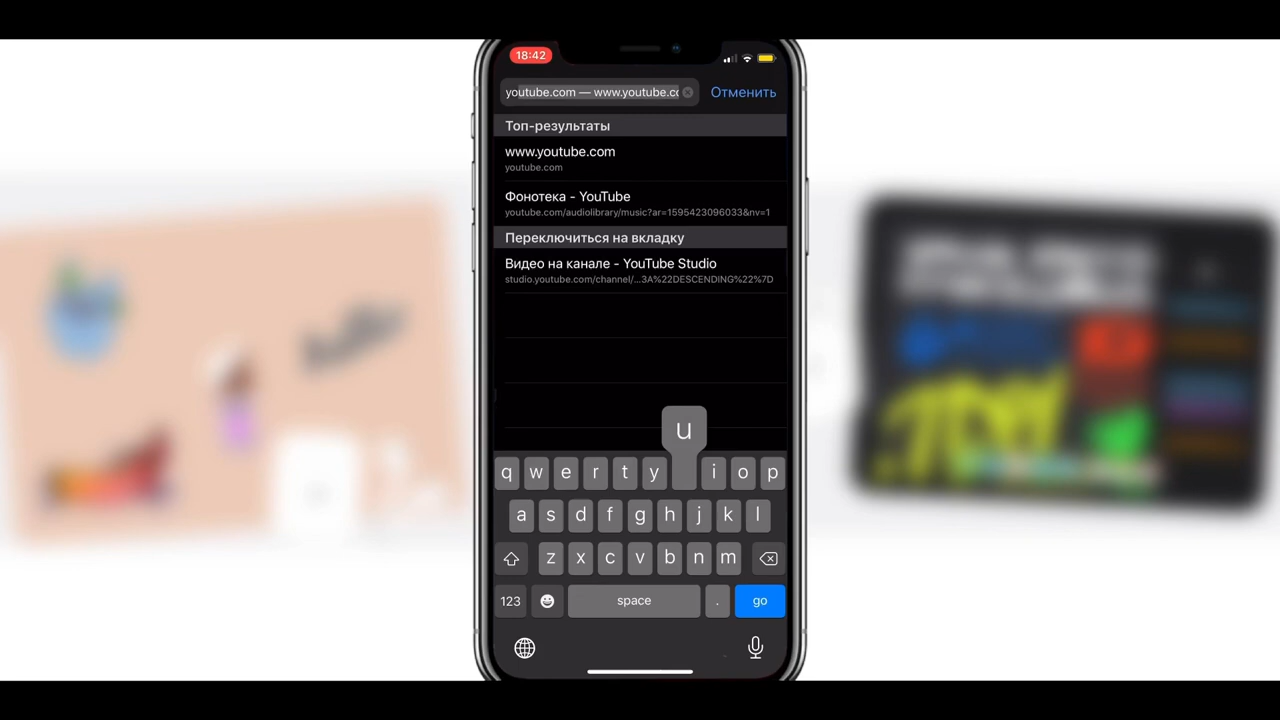 18:42
youtube.com — www.youtube.co
Отменить
Топ-результаты
www.youtube.com
youtube.com
Фонотека - YouTube
youtube.com/audiolibrary/music?ar=1595423096033&nv=1
Переключиться на вкладку
Видео на канале - YouTube Studio
studio.youtube.com/channel/...3A%22DESCENDING%22%7D
u
q w e r t y i o p
a s d f g h j k l
z x c v b n m
123 space . go